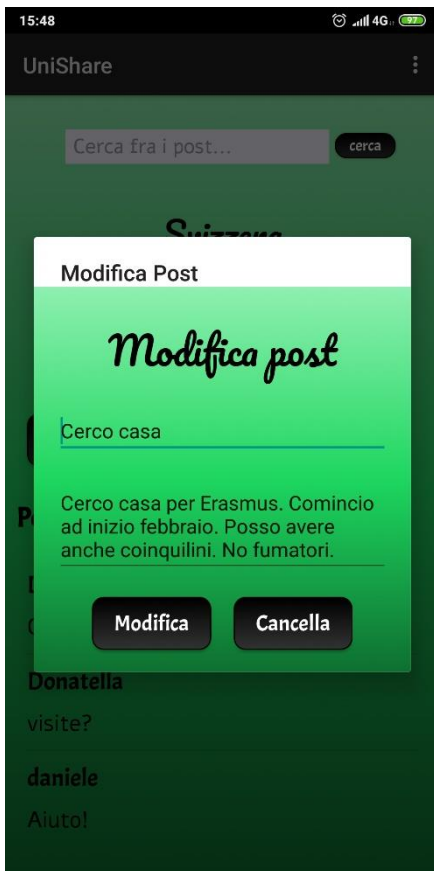 15:48 4G 97
UniShare
Cerca fra i post... cerca
Svizzera
Modifica Post
Modifica post
Cerco casa
Cerco casa per Erasmus. Comincio
ad inizio febbraio. Posso avere
anche coinquilini. No fumatori.
Modifica Cancella
Donatella
visite?
daniele
Aiuto!